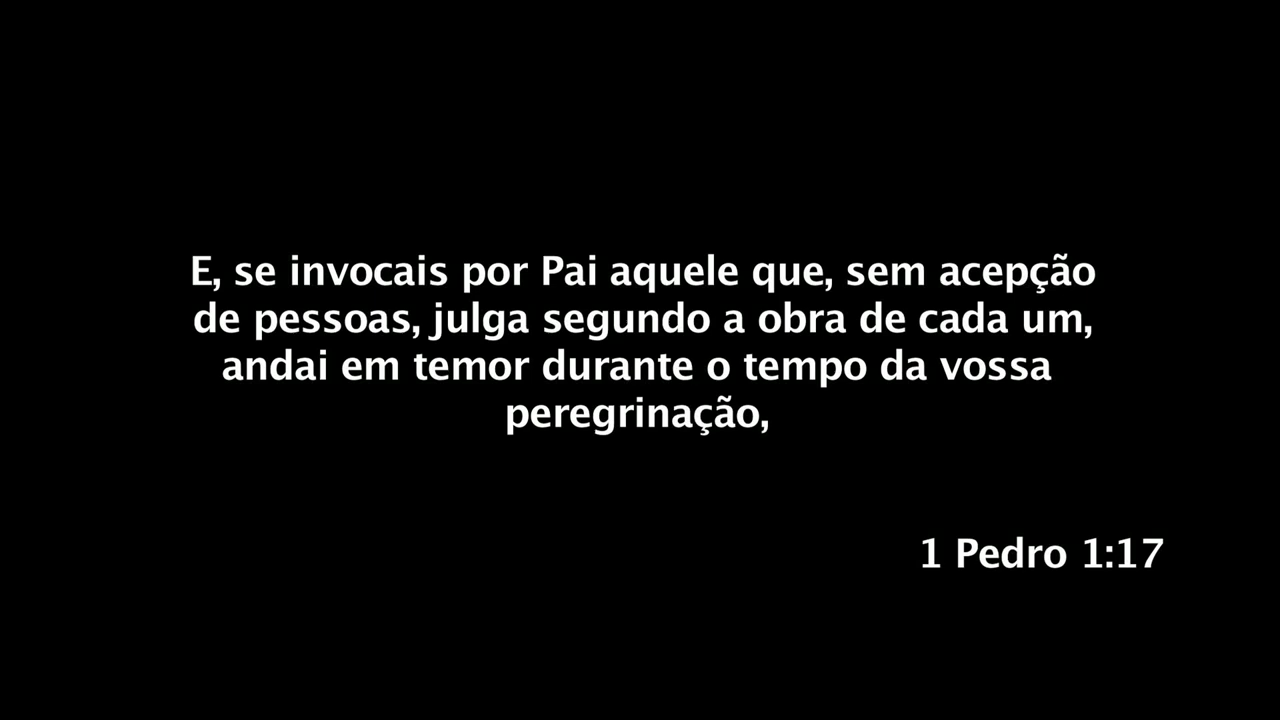 E, se invocais por Pai aquele que, sem acepção
de pessoas, julga segundo a obra de cada um,
andai em temor durante o tempo da vossa
peregrinação,
1 Pedro 1:17